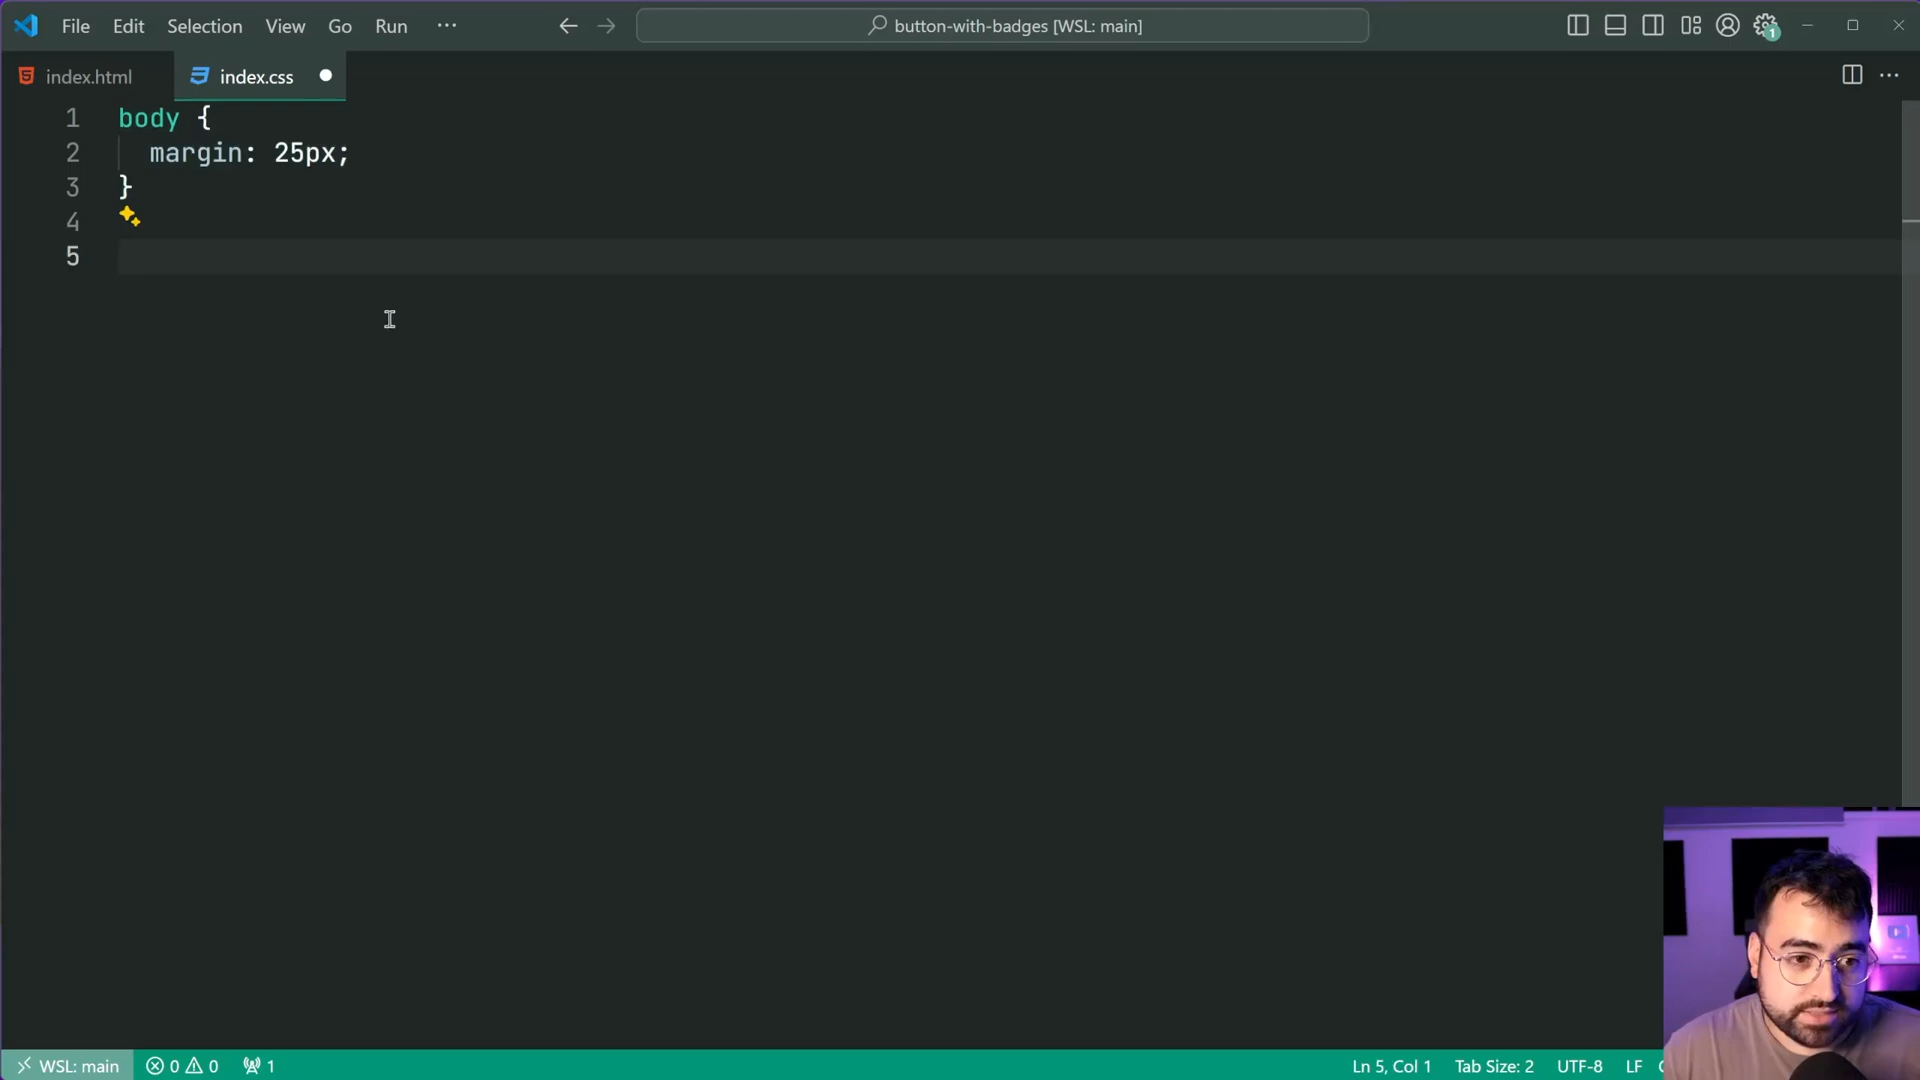 File Edit Selection View Go Run ···
button-with-badges [WSL: main]
1
index.html
index.css
1 body {
2 margin: 25px;
3 }
4
5
WSL: main
0 0
1
Ln 5, Col 1
Tab Size: 2
UTF-8
LF